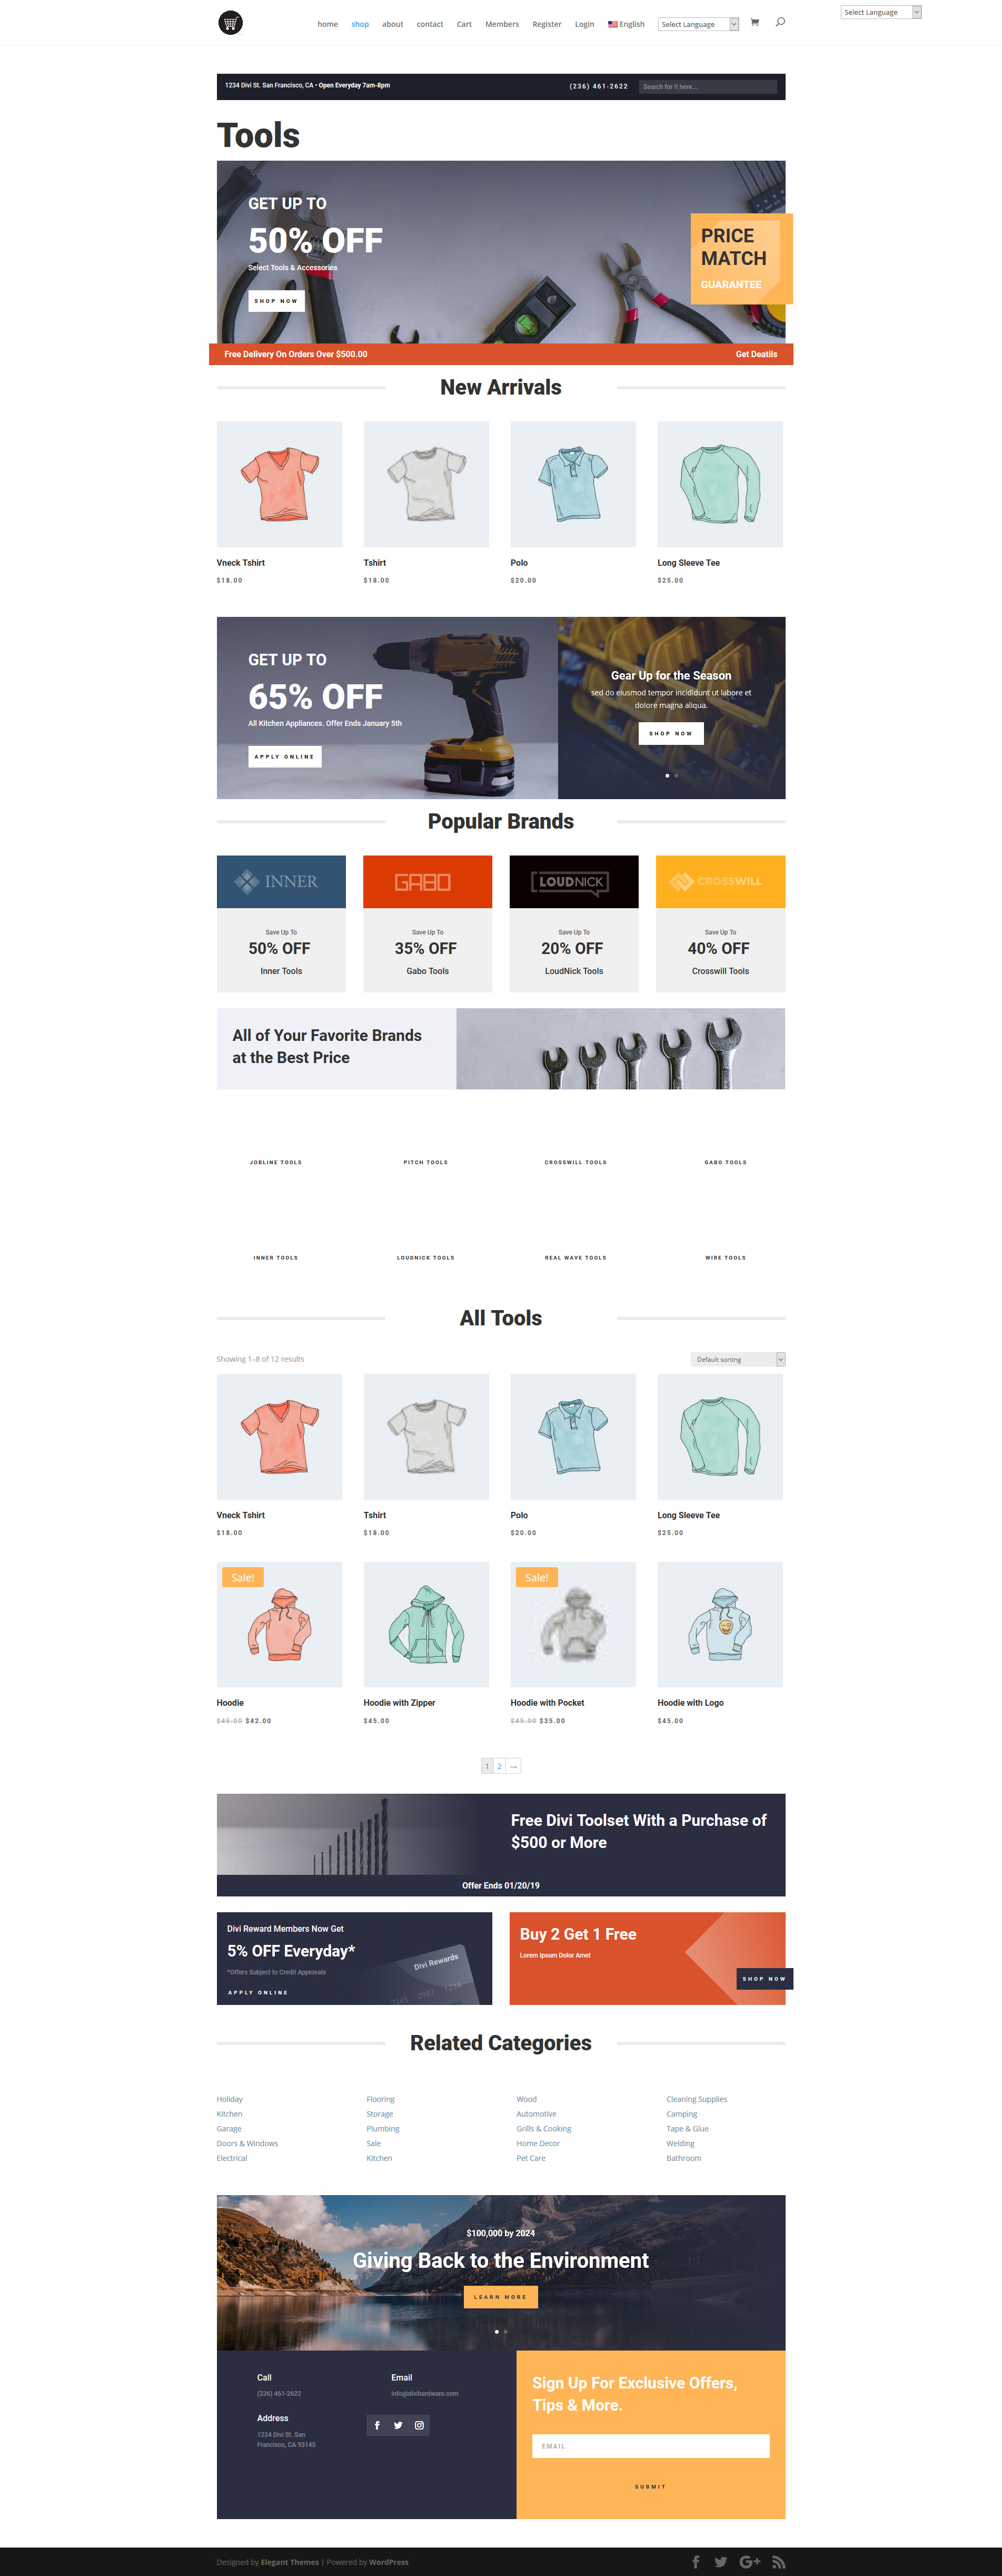 home shop about contact Cart Members Register Login English Select Language
Select Language
1234 Divi St. San Francisco, CA • Open Everyday 7am-8pm
(236) 461-2622
Search for it here...
Tools
GET UP TO
50% OFF
Select Tools & Accessories
SHOP NOW
PRICE
MATCH
GUARANTEE
Free Delivery On Orders Over $500.00
Get Deatils
New Arrivals
Vneck Tshirt
$18.00
Tshirt
$18.00
Polo
$20.00
Long Sleeve Tee
$25.00
GET UP TO
65% OFF
All Kitchen Appliances. Offer Ends January 5th
APPLY ONLINE
Gear Up for the Season
sed do eiusmod tempor incididunt ut labore et
dolore magna aliqua.
SHOP NOW
Popular Brands
INNER
Save Up To
50% OFF
Inner Tools
GABO
Save Up To
35% OFF
Gabo Tools
LOUDNICK
Save Up To
20% OFF
LoudNick Tools
CROSSWILL
Save Up To
40% OFF
Crosswill Tools
All of Your Favorite Brands
at the Best Price
JOBLINE TOOLS
PITCH TOOLS
CROSSWILL TOOLS
GABO TOOLS
INNER TOOLS
LOUDNICK TOOLS
REAL WAVE TOOLS
WIRE TOOLS
All Tools
Showing 1–8 of 12 results
Default sorting
Vneck Tshirt
$18.00
Tshirt
$18.00
Polo
$20.00
Long Sleeve Tee
$25.00
Sale!
Hoodie
$45.00 $42.00
Hoodie with Zipper
$45.00
Sale!
Hoodie with Pocket
$45.00 $35.00
Hoodie with Logo
$45.00
1 2 →
Free Divi Toolset With a Purchase of
$500 or More
Offer Ends 01/20/19
Divi Reward Members Now Get
5% OFF Everyday*
*Offers Subject to Credit Approvals
APPLY ONLINE
Divi Rewards
2345 0987 1234
Buy 2 Get 1 Free
Lorem Ipsum Dolor Amet
SHOP NOW
Related Categories
Holiday
Kitchen
Garage
Doors & Windows
Electrical
Flooring
Storage
Plumbing
Sale
Kitchen
Wood
Automotive
Grills & Cooking
Home Decor
Pet Care
Cleaning Supplies
Camping
Tape & Glue
Welding
Bathroom
$100,000 by 2024
Giving Back to the Environment
LEARN MORE
Call
(236) 461-2622
Email
info@divihardware.com
Address
1234 Divi St. San
Francisco, CA 93145
Sign Up For Exclusive Offers,
Tips & More.
EMAIL
SUBMIT
Designed by Elegant Themes | Powered by WordPress